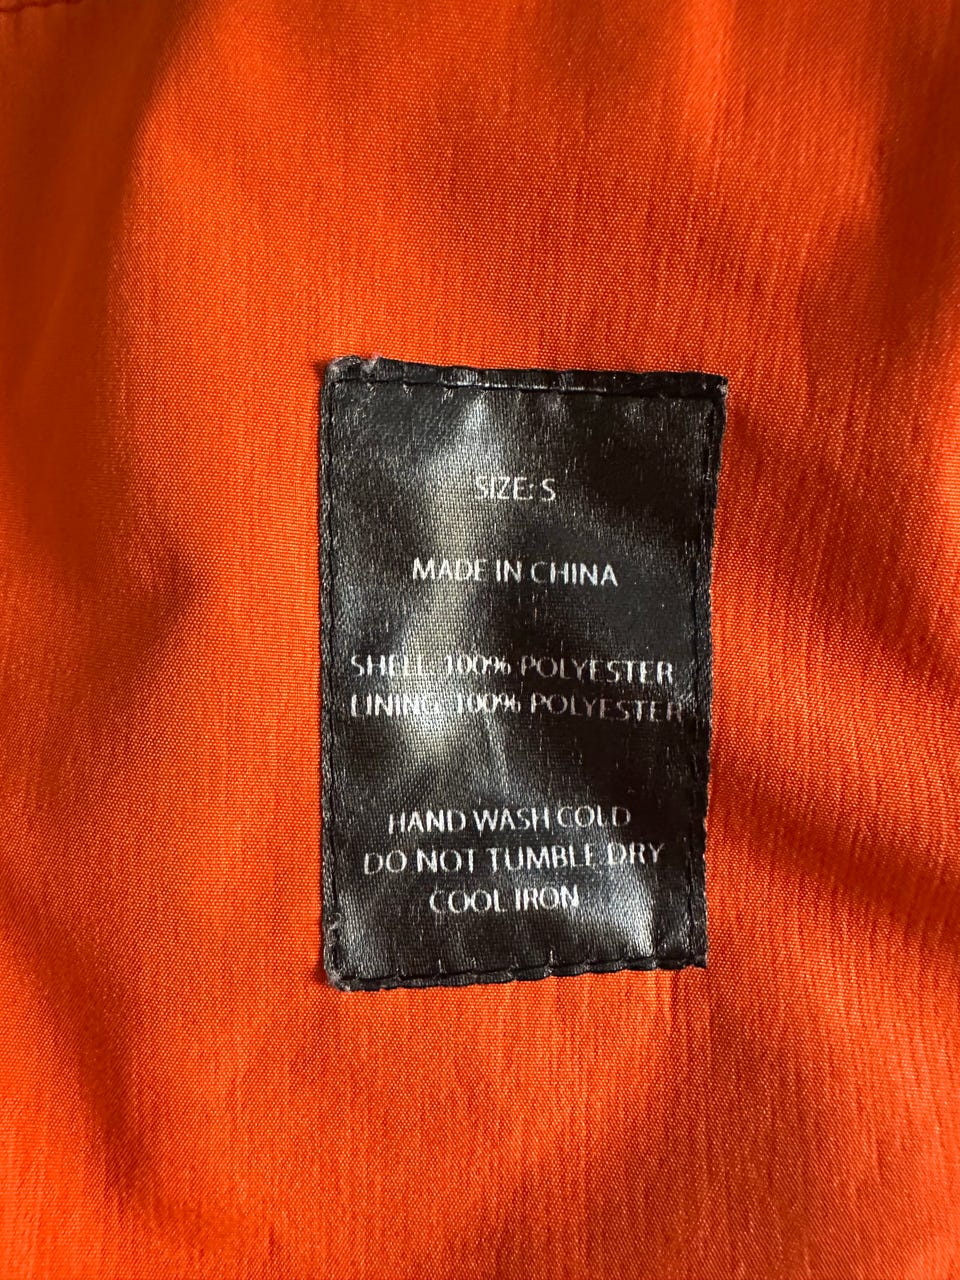 SIZE: S
MADE IN CHINA
SHELL: 100% POLYESTER
LINING: 100% POLYESTER
HAND WASH COLD
DO NOT TUMBLE DRY
COOL IRON